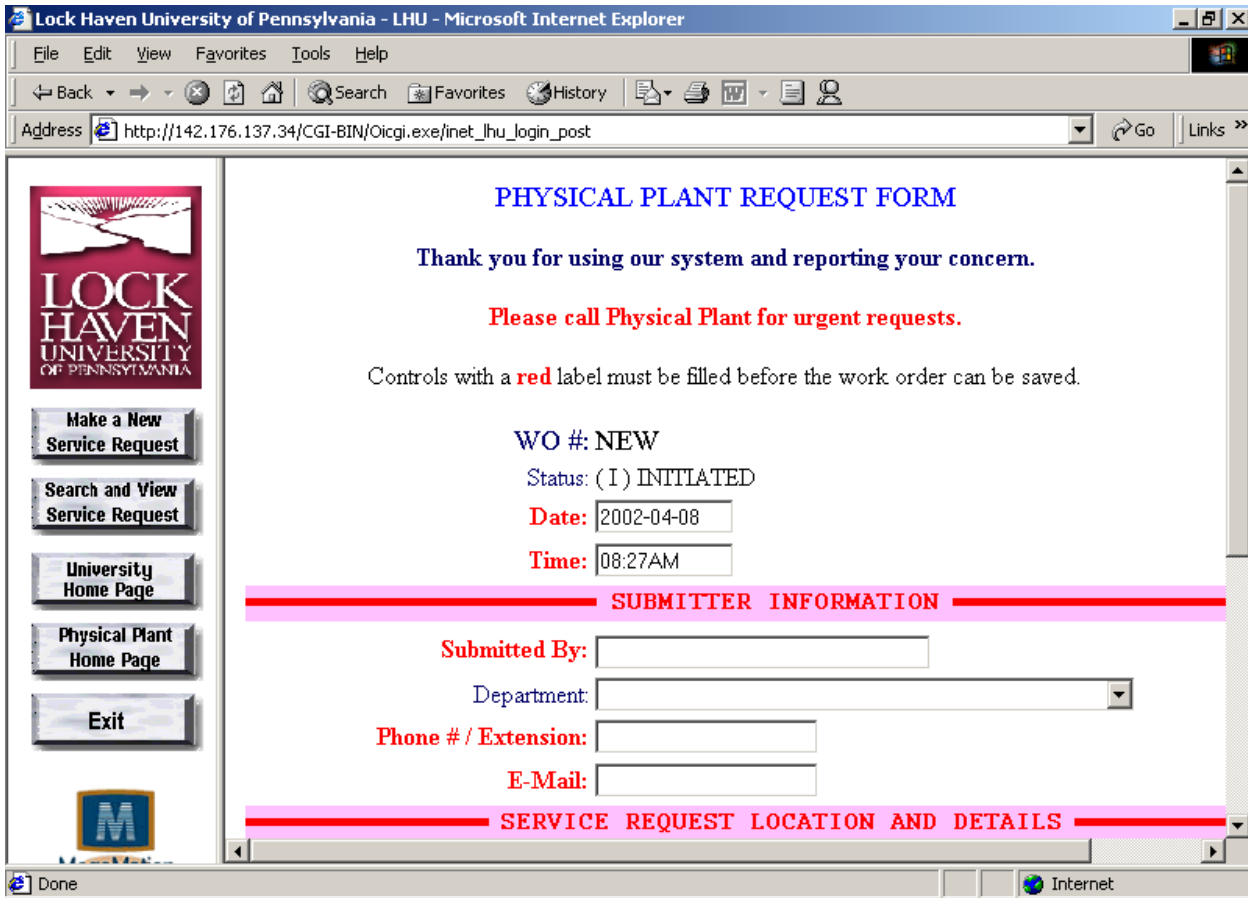 Lock Haven University of Pennsylvania - LHU - Microsoft Internet Explorer
File Edit View Favorites Tools Help
Back Search Favorites History
Address http://142.176.137.34/CGI-BIN/Oicgi.exe/inet_lhu_login_post Go Links »
LOCK
HAVEN
UNIVERSITY
OF PENNSYLVANIA
Make a New
Service Request
Search and View
Service Request
University
Home Page
Physical Plant
Home Page
Exit
M
PHYSICAL PLANT REQUEST FORM
Thank you for using our system and reporting your concern.
Please call Physical Plant for urgent requests.
Controls with a red label must be filled before the work order can be saved.
WO #: NEW
Status: ( I ) INITIATED
Date: 2002-04-08
Time: 08:27AM
SUBMITTER INFORMATION
Submitted By:
Department:
Phone # / Extension:
E-Mail:
SERVICE REQUEST LOCATION AND DETAILS
Done Internet